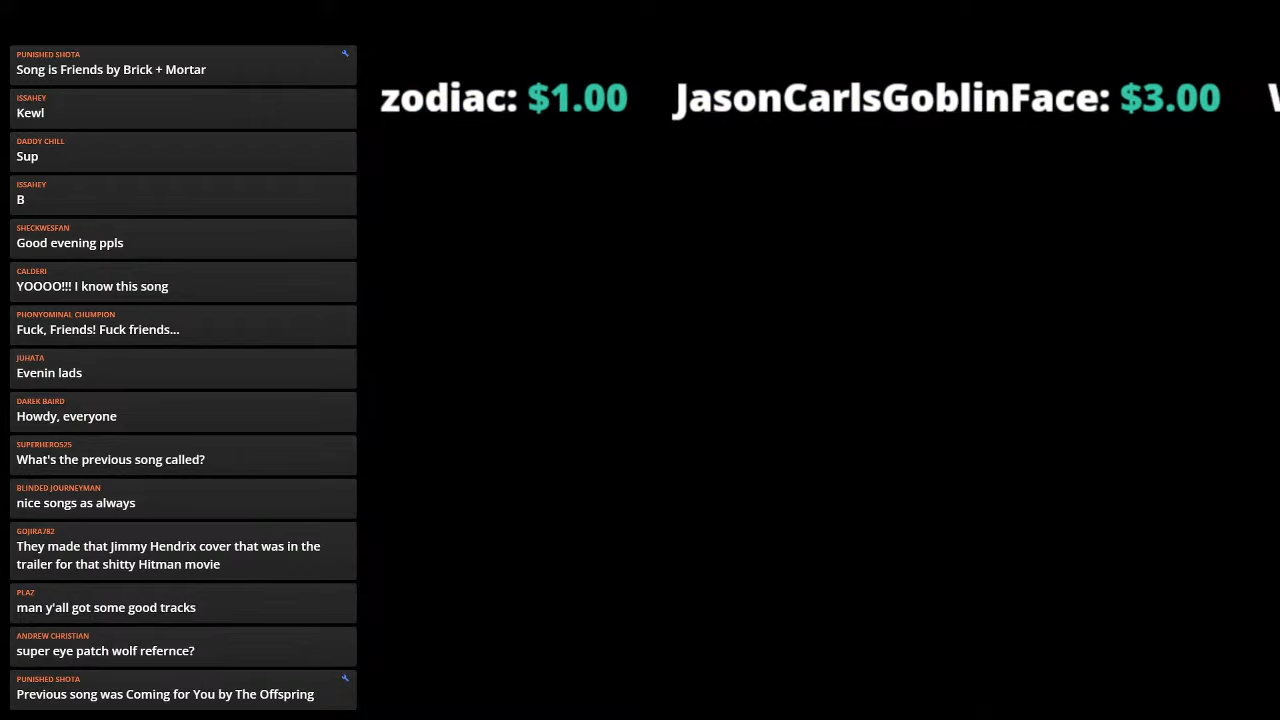 PUNISHED SHOTA
Song is Friends by Brick + Mortar
ISSAHEY
Kewl
DADDY CHILL
Sup
ISSAHEY
B
SHECKWESFAN
Good evening ppls
CALDERI
YOOOO!!! I know this song
PHONYOMINAL CHUMPION
Fuck, Friends! Fuck friends...
JUHATA
Evenin lads
DAREK BAIRD
Howdy, everyone
SUPERHERO525
What's the previous song called?
BLINDED JOURNEYMAN
nice songs as always
GOJIRA782
They made that Jimmy Hendrix cover that was in the
trailer for that shitty Hitman movie
PLAZ
man y'all got some good tracks
ANDREW CHRISTIAN
super eye patch wolf refernce?
PUNISHED SHOTA
Previous song was Coming for You by The Offspring
zodiac: $1.00 JasonCarlsGoblinFace: $3.00